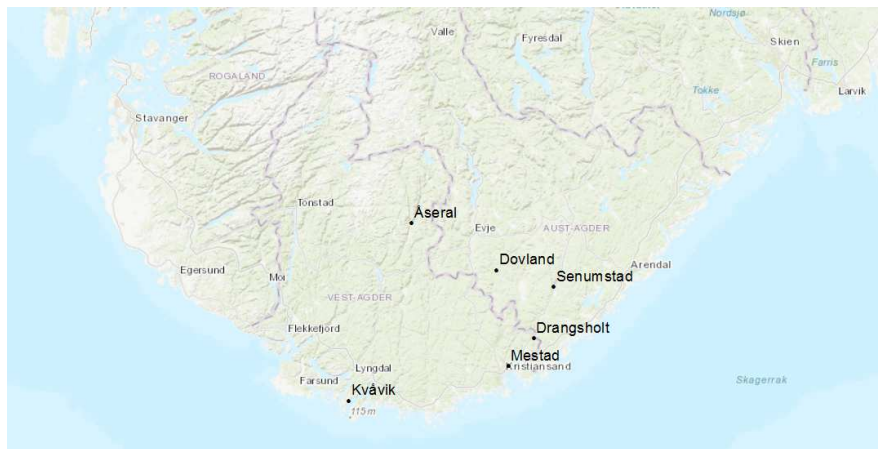 Nordsjø
Valle
Fyresdal
Skien
ROGALAND
Farris
Tokke
Larvik
Stavanger
Tonstad
Åseral
Evje
AUST-AGDER
Dovland
Arendal
Egersund
Moi
Senumstad
VEST-AGDER
Flekkefjord
Drangsholt
Mestad
Lyngdal
Kristiansand
Farsund
Skagerrak
Kvåvik
115 m